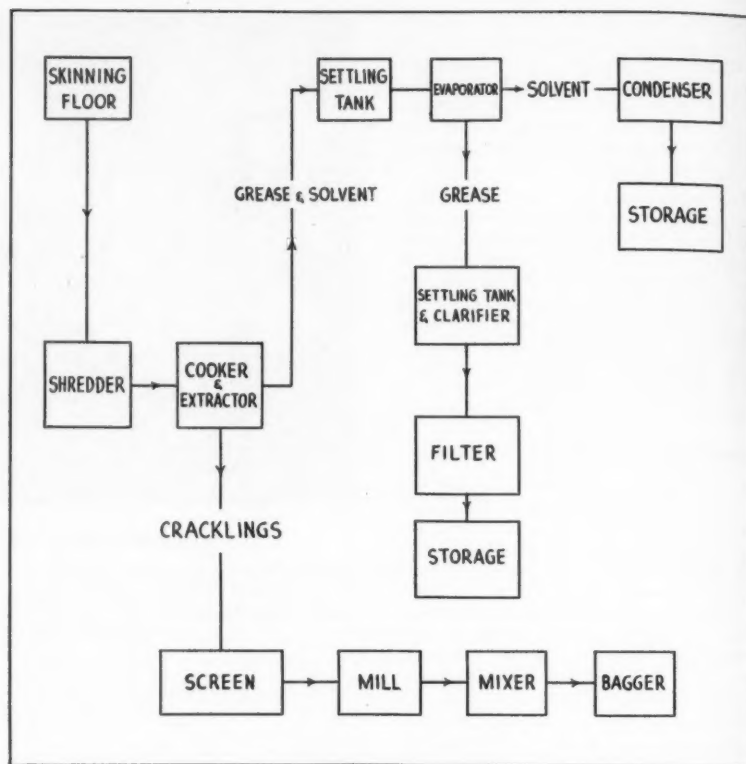 SKINNING
FLOOR
SETTLING
TANK
EVAPORATOR
SOLVENT
CONDENSER
GREASE & SOLVENT
GREASE
STORAGE
SETTLING TANK
& CLARIFIER
SHREDDER
COOKER
&
EXTRACTOR
FILTER
CRACKLINGS
STORAGE
SCREEN
MILL
MIXER
BAGGER